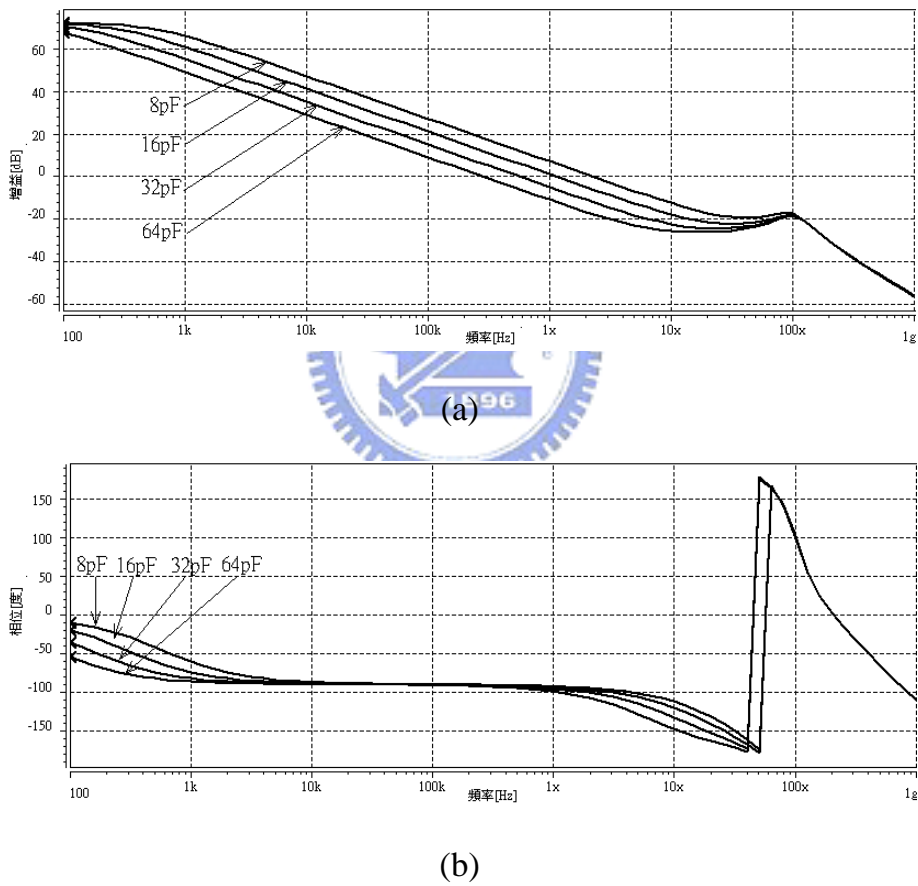 60
40
20
0
-20
-40
-60
增益[dB]
8pF
16pF
32pF
64pF
100
1k
10k
100k
1x
10x
100x
1g
頻率[Hz]
1896
(a)
150
100
50
0
-50
-100
-150
相位[度]
8pF 16pF 32pF 64pF
100
1k
10k
100k
1x
10x
100x
1g
頻率[Hz]
(b)